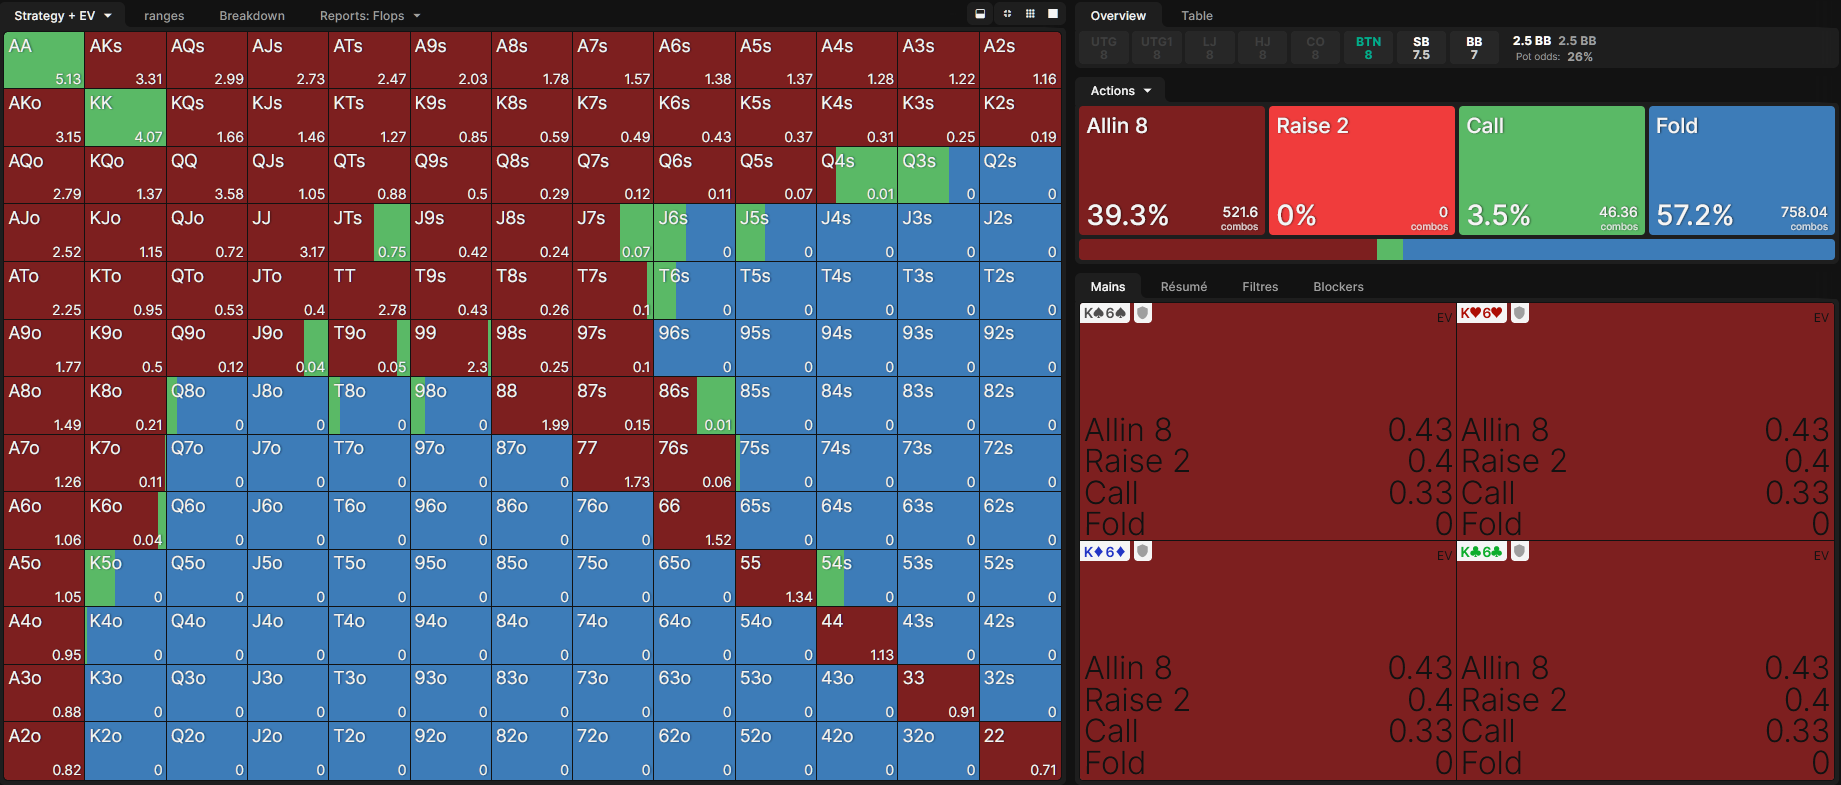 Strategy + EV ranges Breakdown Reports: Flops
AA 5.13 AKs 3.31 AQs 2.99 AJs 2.73 ATs 2.47 A9s 2.03 A8s 1.78 A7s 1.57 A6s 1.38 A5s 1.37 A4s 1.28 A3s 1.22 A2s 1.16
AKo 3.15 KK 4.07 KQs 1.66 KJs 1.46 KTs 1.27 K9s 0.85 K8s 0.59 K7s 0.49 K6s 0.43 K5s 0.37 K4s 0.31 K3s 0.25 K2s 0.19
AQo 2.79 KQo 1.37 QQ 3.58 QJs 1.05 QTs 0.88 Q9s 0.5 Q8s 0.29 Q7s 0.12 Q6s 0.11 Q5s 0.07 Q4s 0.01 Q3s 0 Q2s 0
AJo 2.52 KJo 1.15 QJo 0.72 JJ 3.17 JTs 0.75 J9s 0.42 J8s 0.24 J7s 0.07 J6s 0 J5s 0 J4s 0 J3s 0 J2s 0
ATo 2.25 KTo 0.95 QTo 0.53 JTo 0.4 TT 2.78 T9s 0.43 T8s 0.26 T7s 0.1 T6s 0 T5s 0 T4s 0 T3s 0 T2s 0
A9o 1.77 K9o 0.5 Q9o 0.12 J9o 0.04 T9o 0.05 99 2.3 98s 0.25 97s 0.1 96s 0 95s 0 94s 0 93s 0 92s 0
A8o 1.49 K8o 0.21 Q8o 0 J8o 0 T8o 0 98o 0 88 1.99 87s 0.15 86s 0.01 85s 0 84s 0 83s 0 82s 0
A7o 1.26 K7o 0.11 Q7o 0 J7o 0 T7o 0 97o 0 87o 0 77 1.73 76s 0.06 75s 0 74s 0 73s 0 72s 0
A6o 1.06 K6o 0.04 Q6o 0 J6o 0 T6o 0 96o 0 86o 0 76o 0 66 1.52 65s 0 64s 0 63s 0 62s 0
A5o 1.05 K5o 0 Q5o 0 J5o 0 T5o 0 95o 0 85o 0 75o 0 65o 0 55 1.34 54s 0 53s 0 52s 0
A4o 0.95 K4o 0 Q4o 0 J4o 0 T4o 0 94o 0 84o 0 74o 0 64o 0 54o 0 44 1.13 43s 0 42s 0
A3o 0.88 K3o 0 Q3o 0 J3o 0 T3o 0 93o 0 83o 0 73o 0 63o 0 53o 0 43o 0 33 0.91 32s 0
A2o 0.82 K2o 0 Q2o 0 J2o 0 T2o 0 92o 0 82o 0 72o 0 62o 0 52o 0 42o 0 32o 0 22 0.71
Overview Table
UTG UTG1 LJ HJ CO BTN SB BB 2.5 BB 2.5 BB
8 8 8 8 8 8 7.5 7 Pot odds: 26%
Actions
Allin 8 Raise 2 Call Fold
39.3% 521.6 combos 0% 0 combos 3.5% 46.36 combos 57.2% 758.04 combos
Mains Résumé Filtres Blockers
K♠6♠ EV K♥6♥ EV
Allin 8 0.43 Allin 8 0.43
Raise 2 0.4 Raise 2 0.4
Call 0.33 Call 0.33
Fold 0 Fold 0
K♦6♦ EV K♣6♣ EV
Allin 8 0.43 Allin 8 0.43
Raise 2 0.4 Raise 2 0.4
Call 0.33 Call 0.33
Fold 0 Fold 0